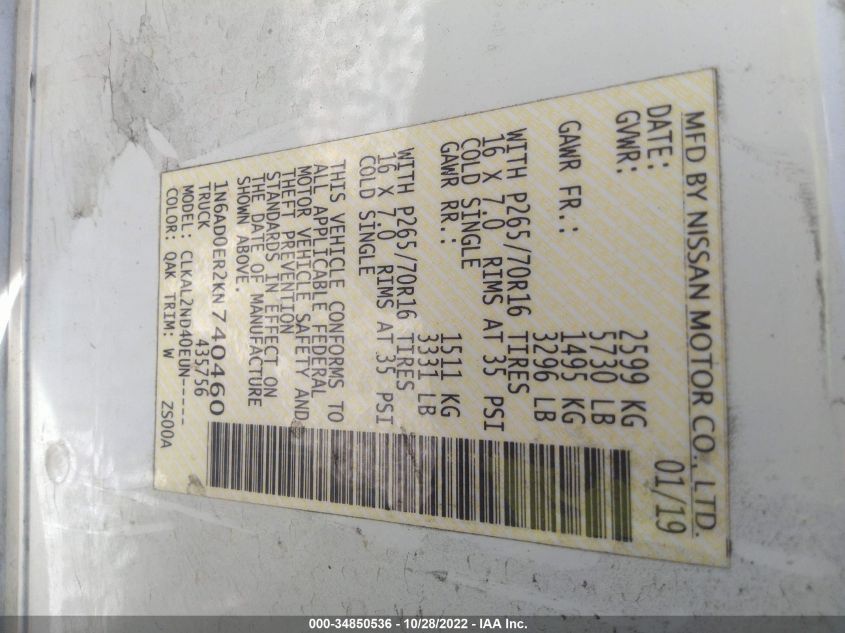 MFD BY NISSAN MOTOR CO., LTD.
DATE: 01/19
GVWR: 2599 KG
5730 LB
GAWR FR.: 1495 KG
3296 LB
WITH P265/70R16 TIRES
16 X 7.0 RIMS AT 35 PSI
COLD SINGLE
GAWR RR.: 1511 KG
3331 LB
WITH P265/70R16 TIRES
16 X 7.0 RIMS AT 35 PSI
COLD SINGLE
THIS VEHICLE CONFORMS TO
ALL APPLICABLE FEDERAL
MOTOR VEHICLE SAFETY AND
THEFT PREVENTION
STANDARDS IN EFFECT ON
THE DATE OF MANUFACTURE
SHOWN ABOVE
1N6AD0ER2KN740460
TRUCK 435756
MODEL: CLKAL2ND40EUN-----
COLOR: QAK TRIM: W ZS00A
000-34850536 - 10/28/2022 - IAA Inc.